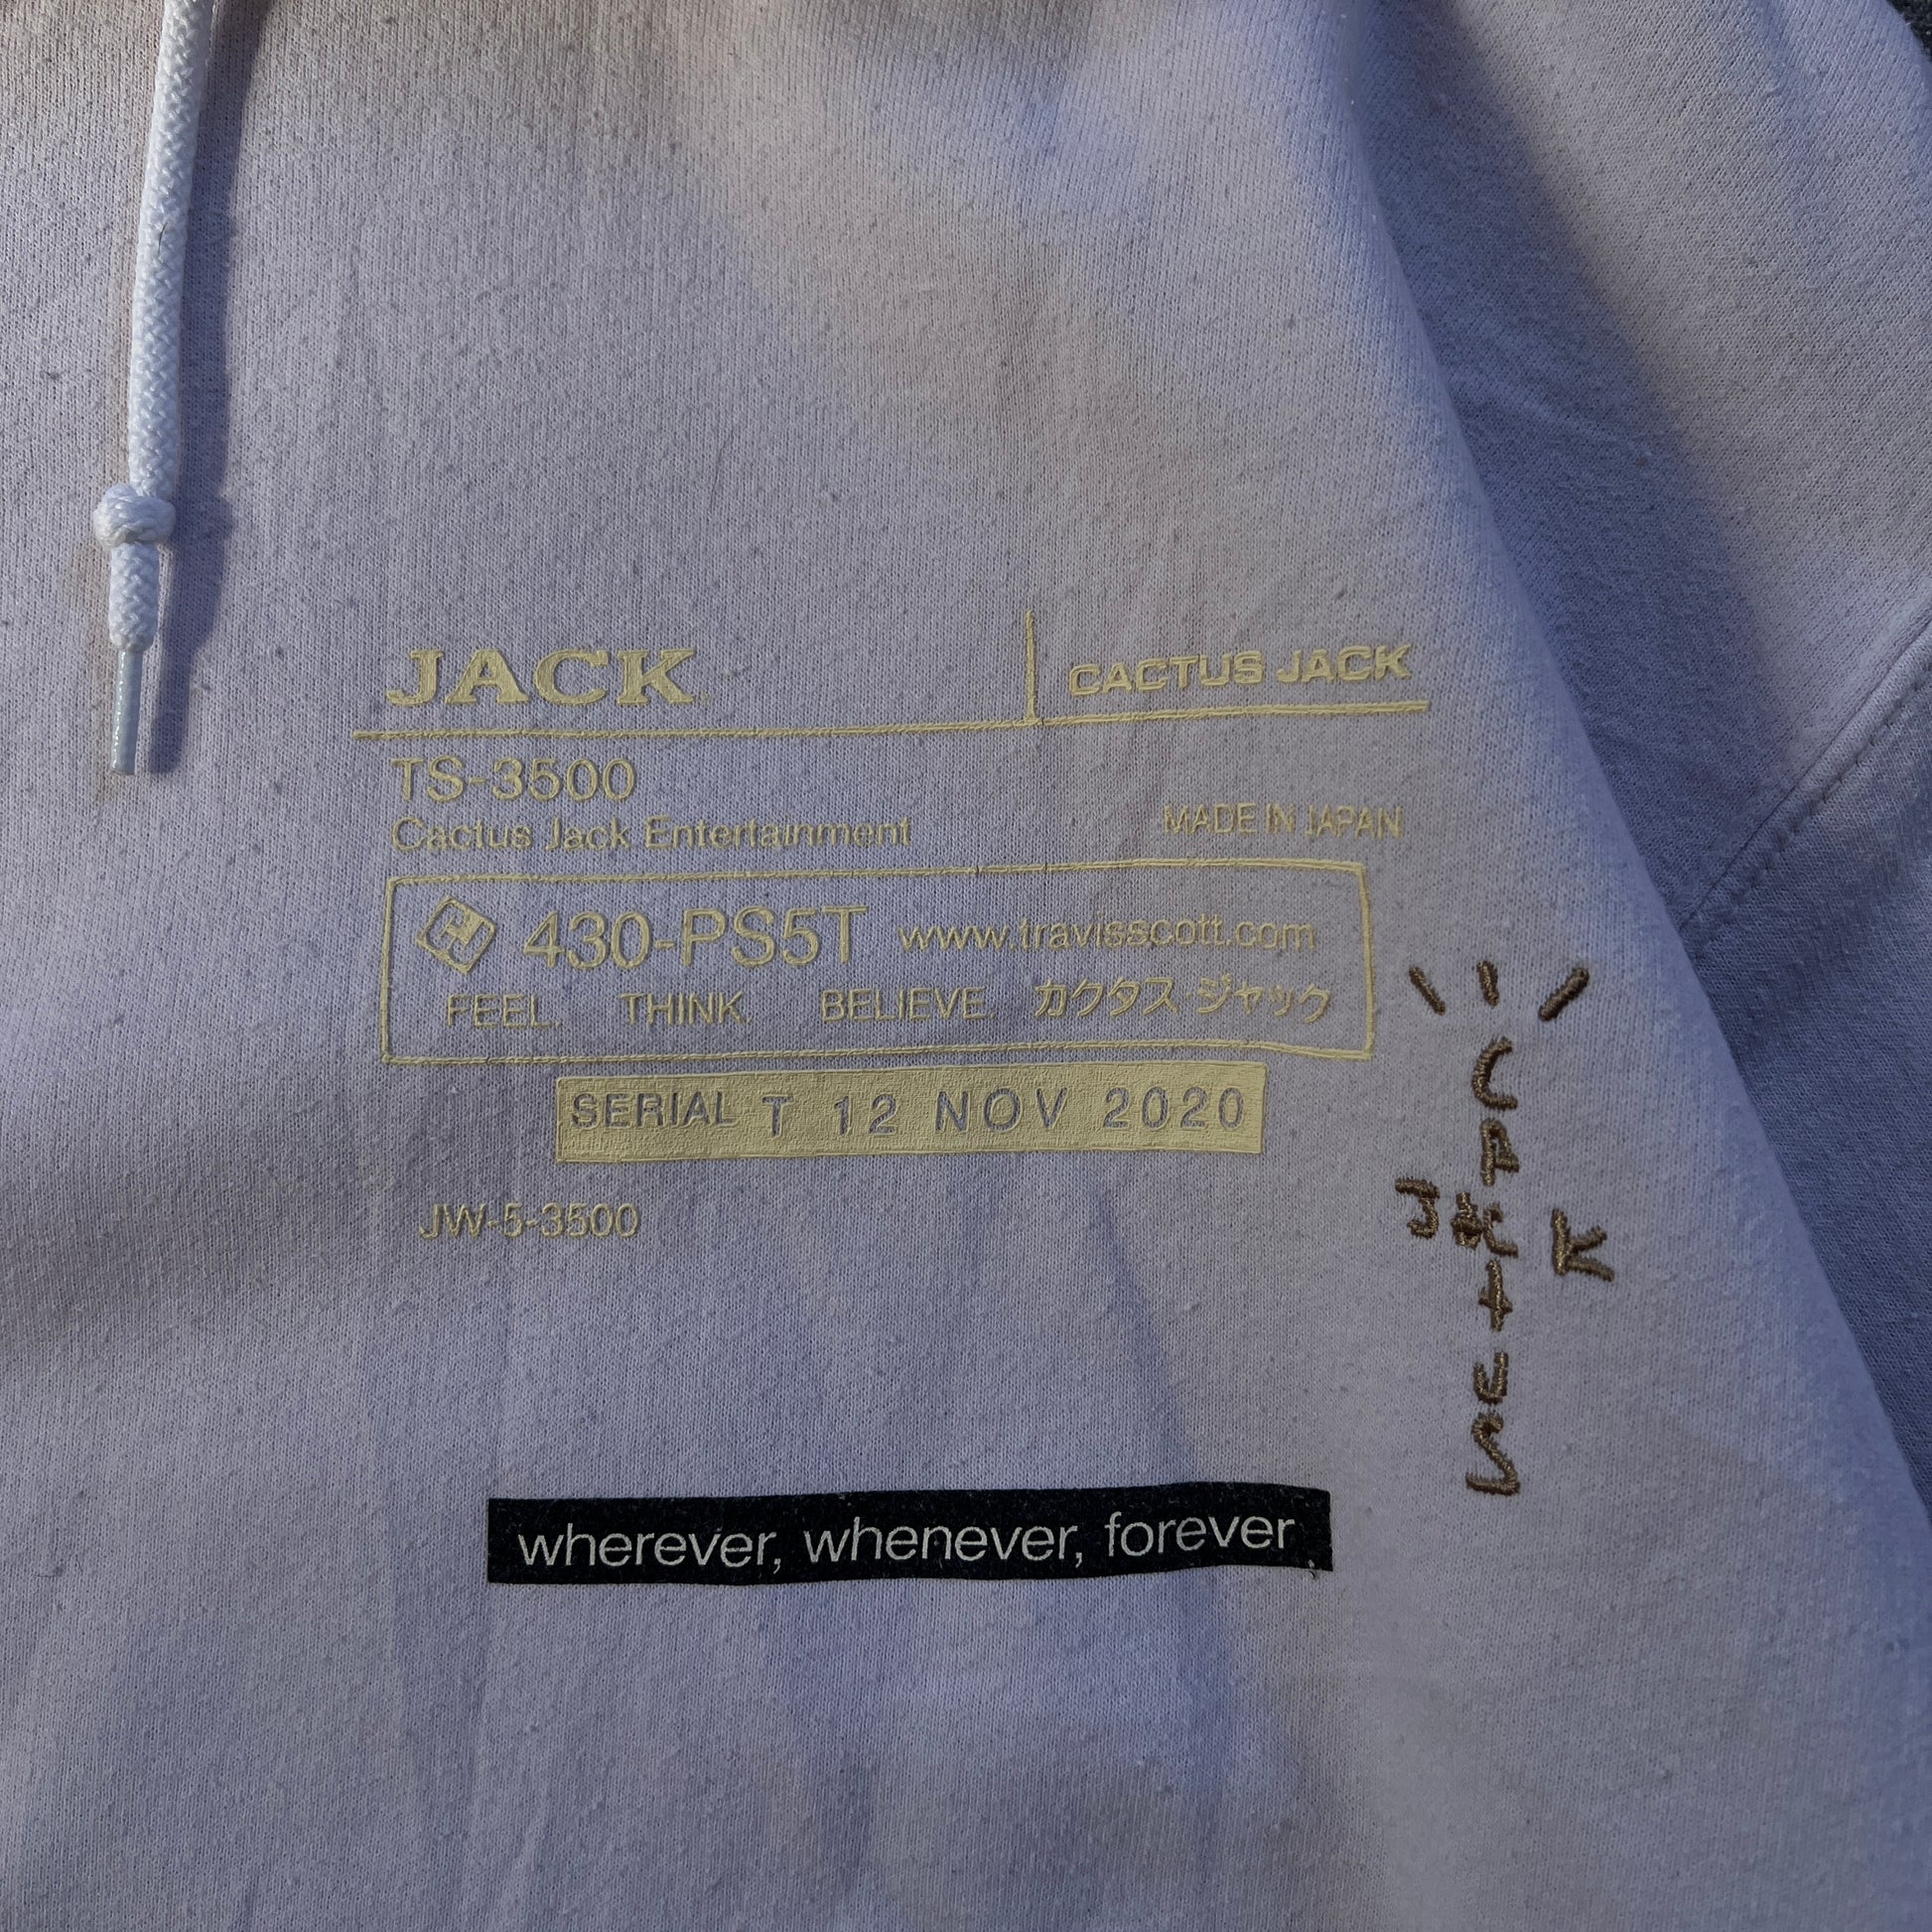 JACK CACTUS JACK
TS-3500
Cactus Jack Entertainment MADE IN JAPAN
430-PS5T www.travisscott.com
FEEL. THINK. BELIEVE カクタス ジャック
SERIAL T 12 NOV 2020
JW-5-3500
CACTUS
JACK
wherever, whenever, forever